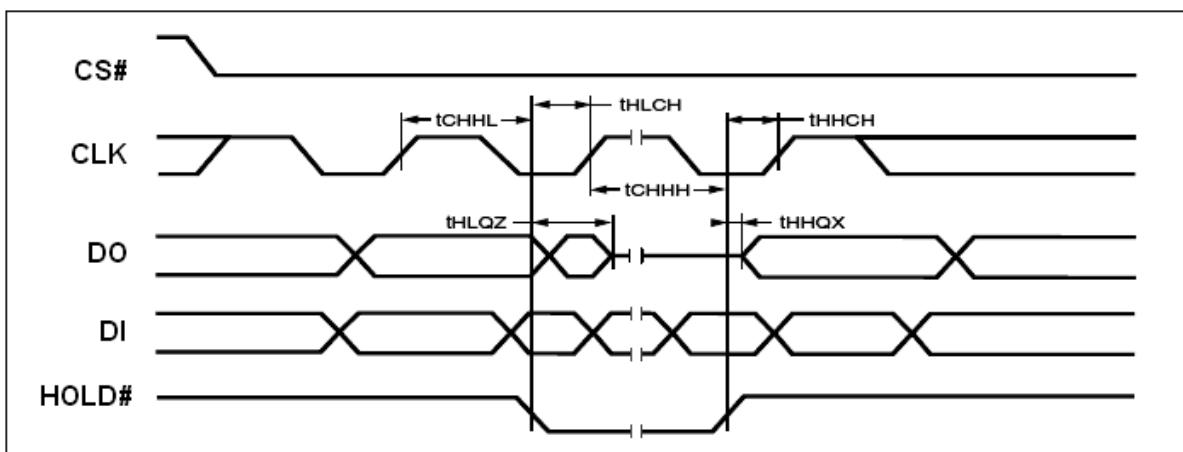 CS#
tHLCH
tCHHL
tHHCH
CLK
tCHHH
tHLQZ
tHHQX
DO
DI
HOLD#